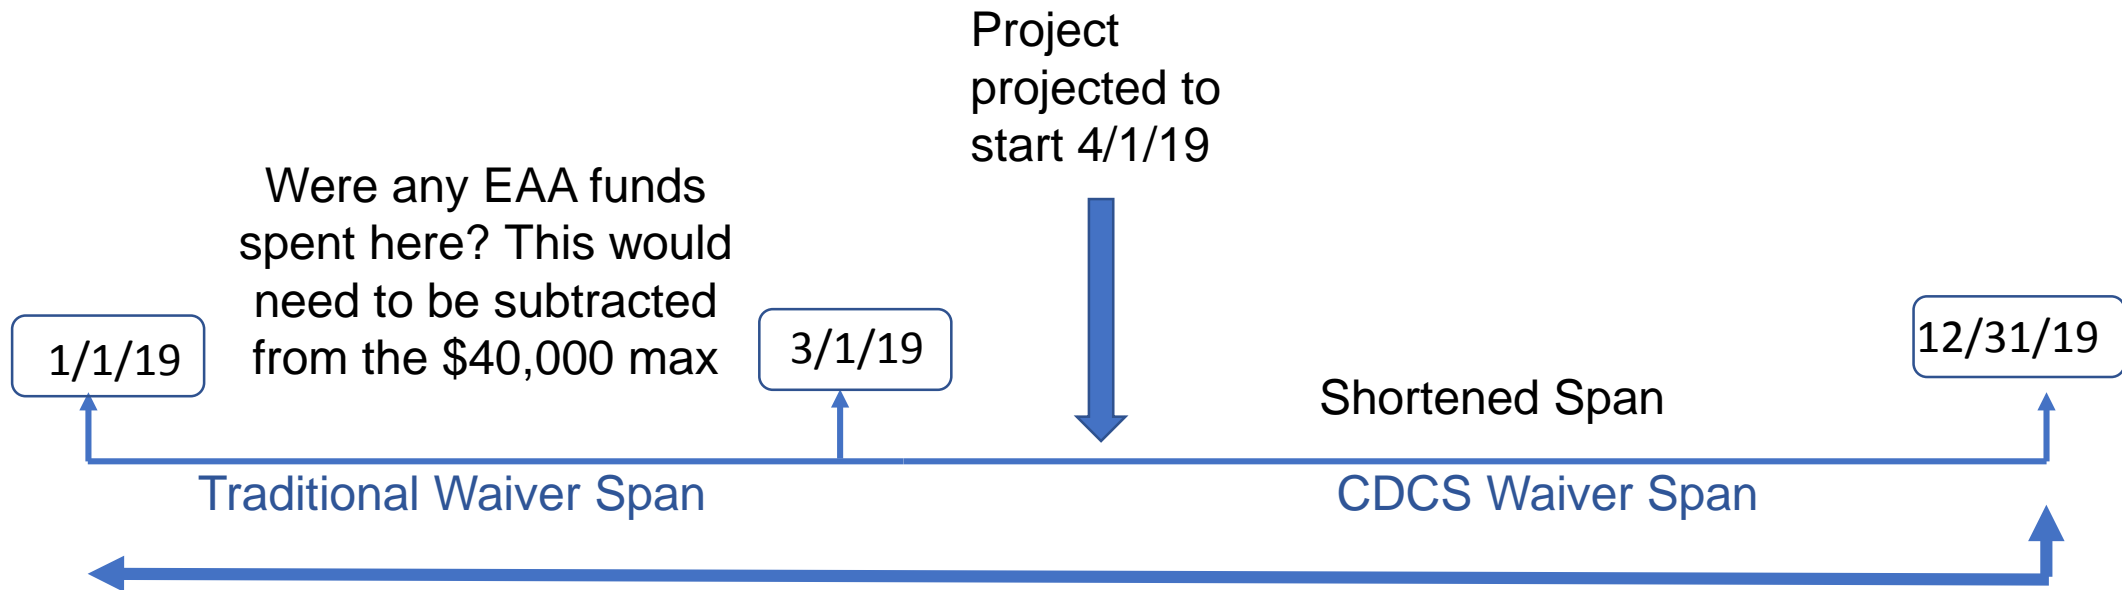 Project
projected to
start 4/1/19
Were any EAA funds
spent here? This would
need to be subtracted
from the $40,000 max
1/1/19
3/1/19
12/31/19
Shortened Span
Traditional Waiver Span
CDCS Waiver Span